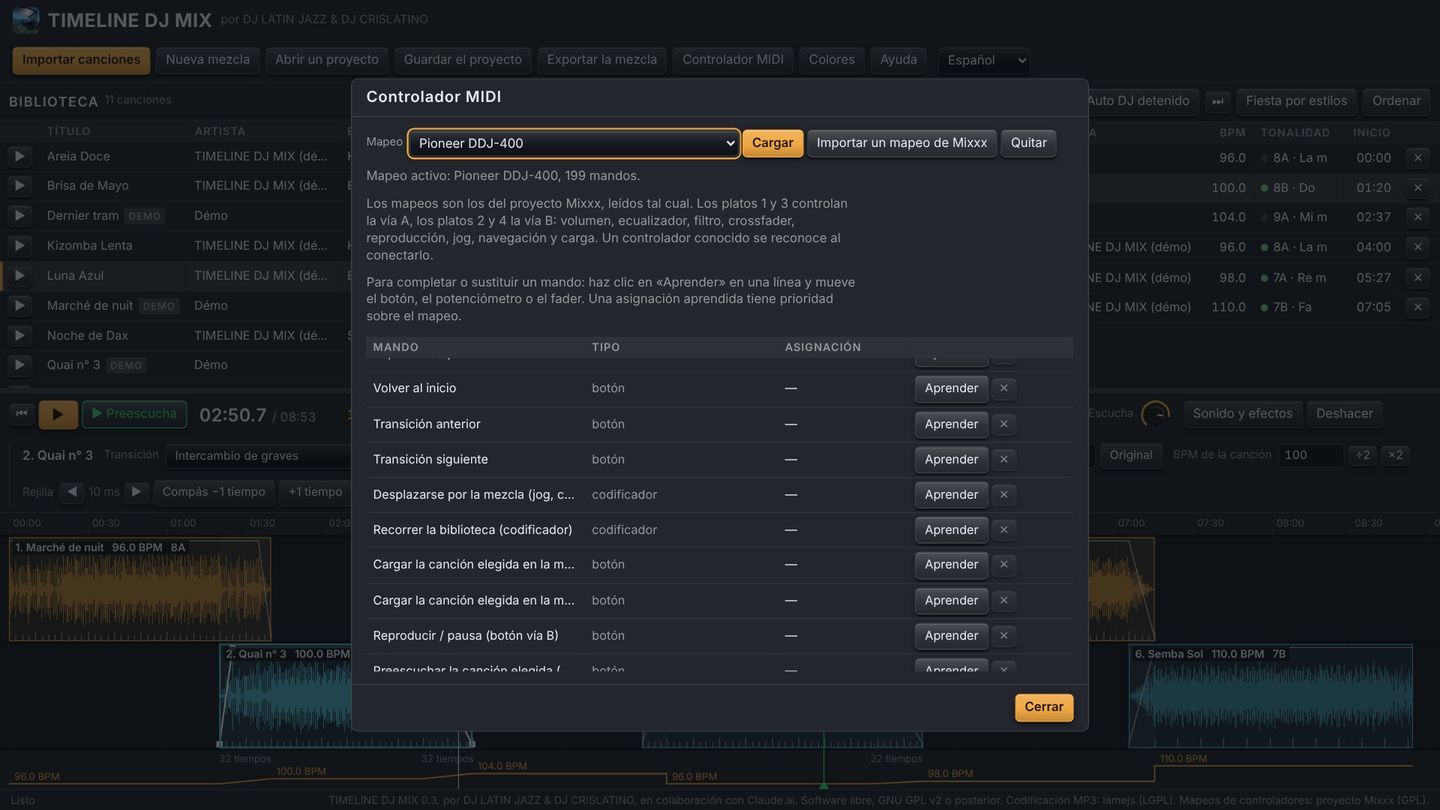 TIMELINE DJ MIX por DJ LATIN JAZZ & DJ CRISLATINO
Importar canciones Nueva mezcla Abrir un proyecto Guardar el proyecto Exportar la mezcla Controlador MIDI Colores Ayuda Español
BIBLIOTECA 11 canciones
Auto DJ detenido Fiesta por estilos Ordenar
TÍTULO ARTISTA
BPM TONALIDAD INICIO
Areia Doce TIMELINE DJ MIX (dé...
96.0 8A · La m 00:00
Brisa de Mayo TIMELINE DJ MIX (dé...
100.0 8B · Do 01:20
Dernier tram DEMO Démo
104.0 9A · Mi m 02:37
Kizomba Lenta TIMELINE DJ MIX (dé...
DJ MIX (démo) 96.0 8A · La m 04:00
Luna Azul TIMELINE DJ MIX (dé...
DJ MIX (démo) 98.0 7A · Re m 05:27
Marché de nuit DEMO Démo
DJ MIX (démo) 110.0 7B · Fa 07:05
Noche de Dax TIMELINE DJ MIX (dé...
Quai n° 3 DEMO Démo
Controlador MIDI
Mapeo Pioneer DDJ-400 Cargar Importar un mapeo de Mixxx Quitar
Mapeo activo: Pioneer DDJ-400, 199 mandos.
Los mapeos son los del proyecto Mixxx, leídos tal cual. Los platos 1 y 3 controlan
la vía A, los platos 2 y 4 la vía B: volumen, ecualizador, filtro, crossfader,
reproducción, jog, navegación y carga. Un controlador conocido se reconoce al
conectarlo.
Para completar o sustituir un mando: haz clic en «Aprender» en una línea y mueve
el botón, el potenciómetro o el fader. Una asignación aprendida tiene prioridad
sobre el mapeo.
MANDO TIPO ASIGNACIÓN
Volver al inicio botón — Aprender ×
Transición anterior botón — Aprender ×
Transición siguiente botón — Aprender ×
Desplazarse por la mezcla (jog, c... codificador — Aprender ×
Recorrer la biblioteca (codificador) codificador — Aprender ×
Cargar la canción elegida en la m... botón — Aprender ×
Cargar la canción elegida en la m... botón — Aprender ×
Reproducir / pausa (botón vía B) botón — Aprender ×
Preescuchar la canción elegida ( botón Aprender
Cerrar
Preescucha 02:50.7 / 08:53
Escucha Sonido y efectos Deshacer
2. Quai n° 3 Transición Intercambio de graves
Original BPM de la canción 100 ÷2 ×2
Rejilla 10 ms Compás −1 tiempo +1 tiempo
00:00 00:30 01:00 01:30 07:00 07:30 08:00 08:30
1. Marché de nuit 96.0 BPM 8A
2. Quai n° 3 100.0 BPM
6. Semba Sol 110.0 BPM 7B
32 tiempos 32 tiempos 32 tiempos
96.0 BPM 100.0 BPM 104.0 BPM 96.0 BPM 98.0 BPM 110.0 BPM
Listo
TIMELINE DJ MIX 0.3, por DJ LATIN JAZZ & DJ CRISLATINO, en colaboración con Claude.ai. Software libre, GNU GPL v2 o posterior. Codificación MP3: lamejs (LGPL). Mapeos de controladores: proyecto Mixxx (GPL).